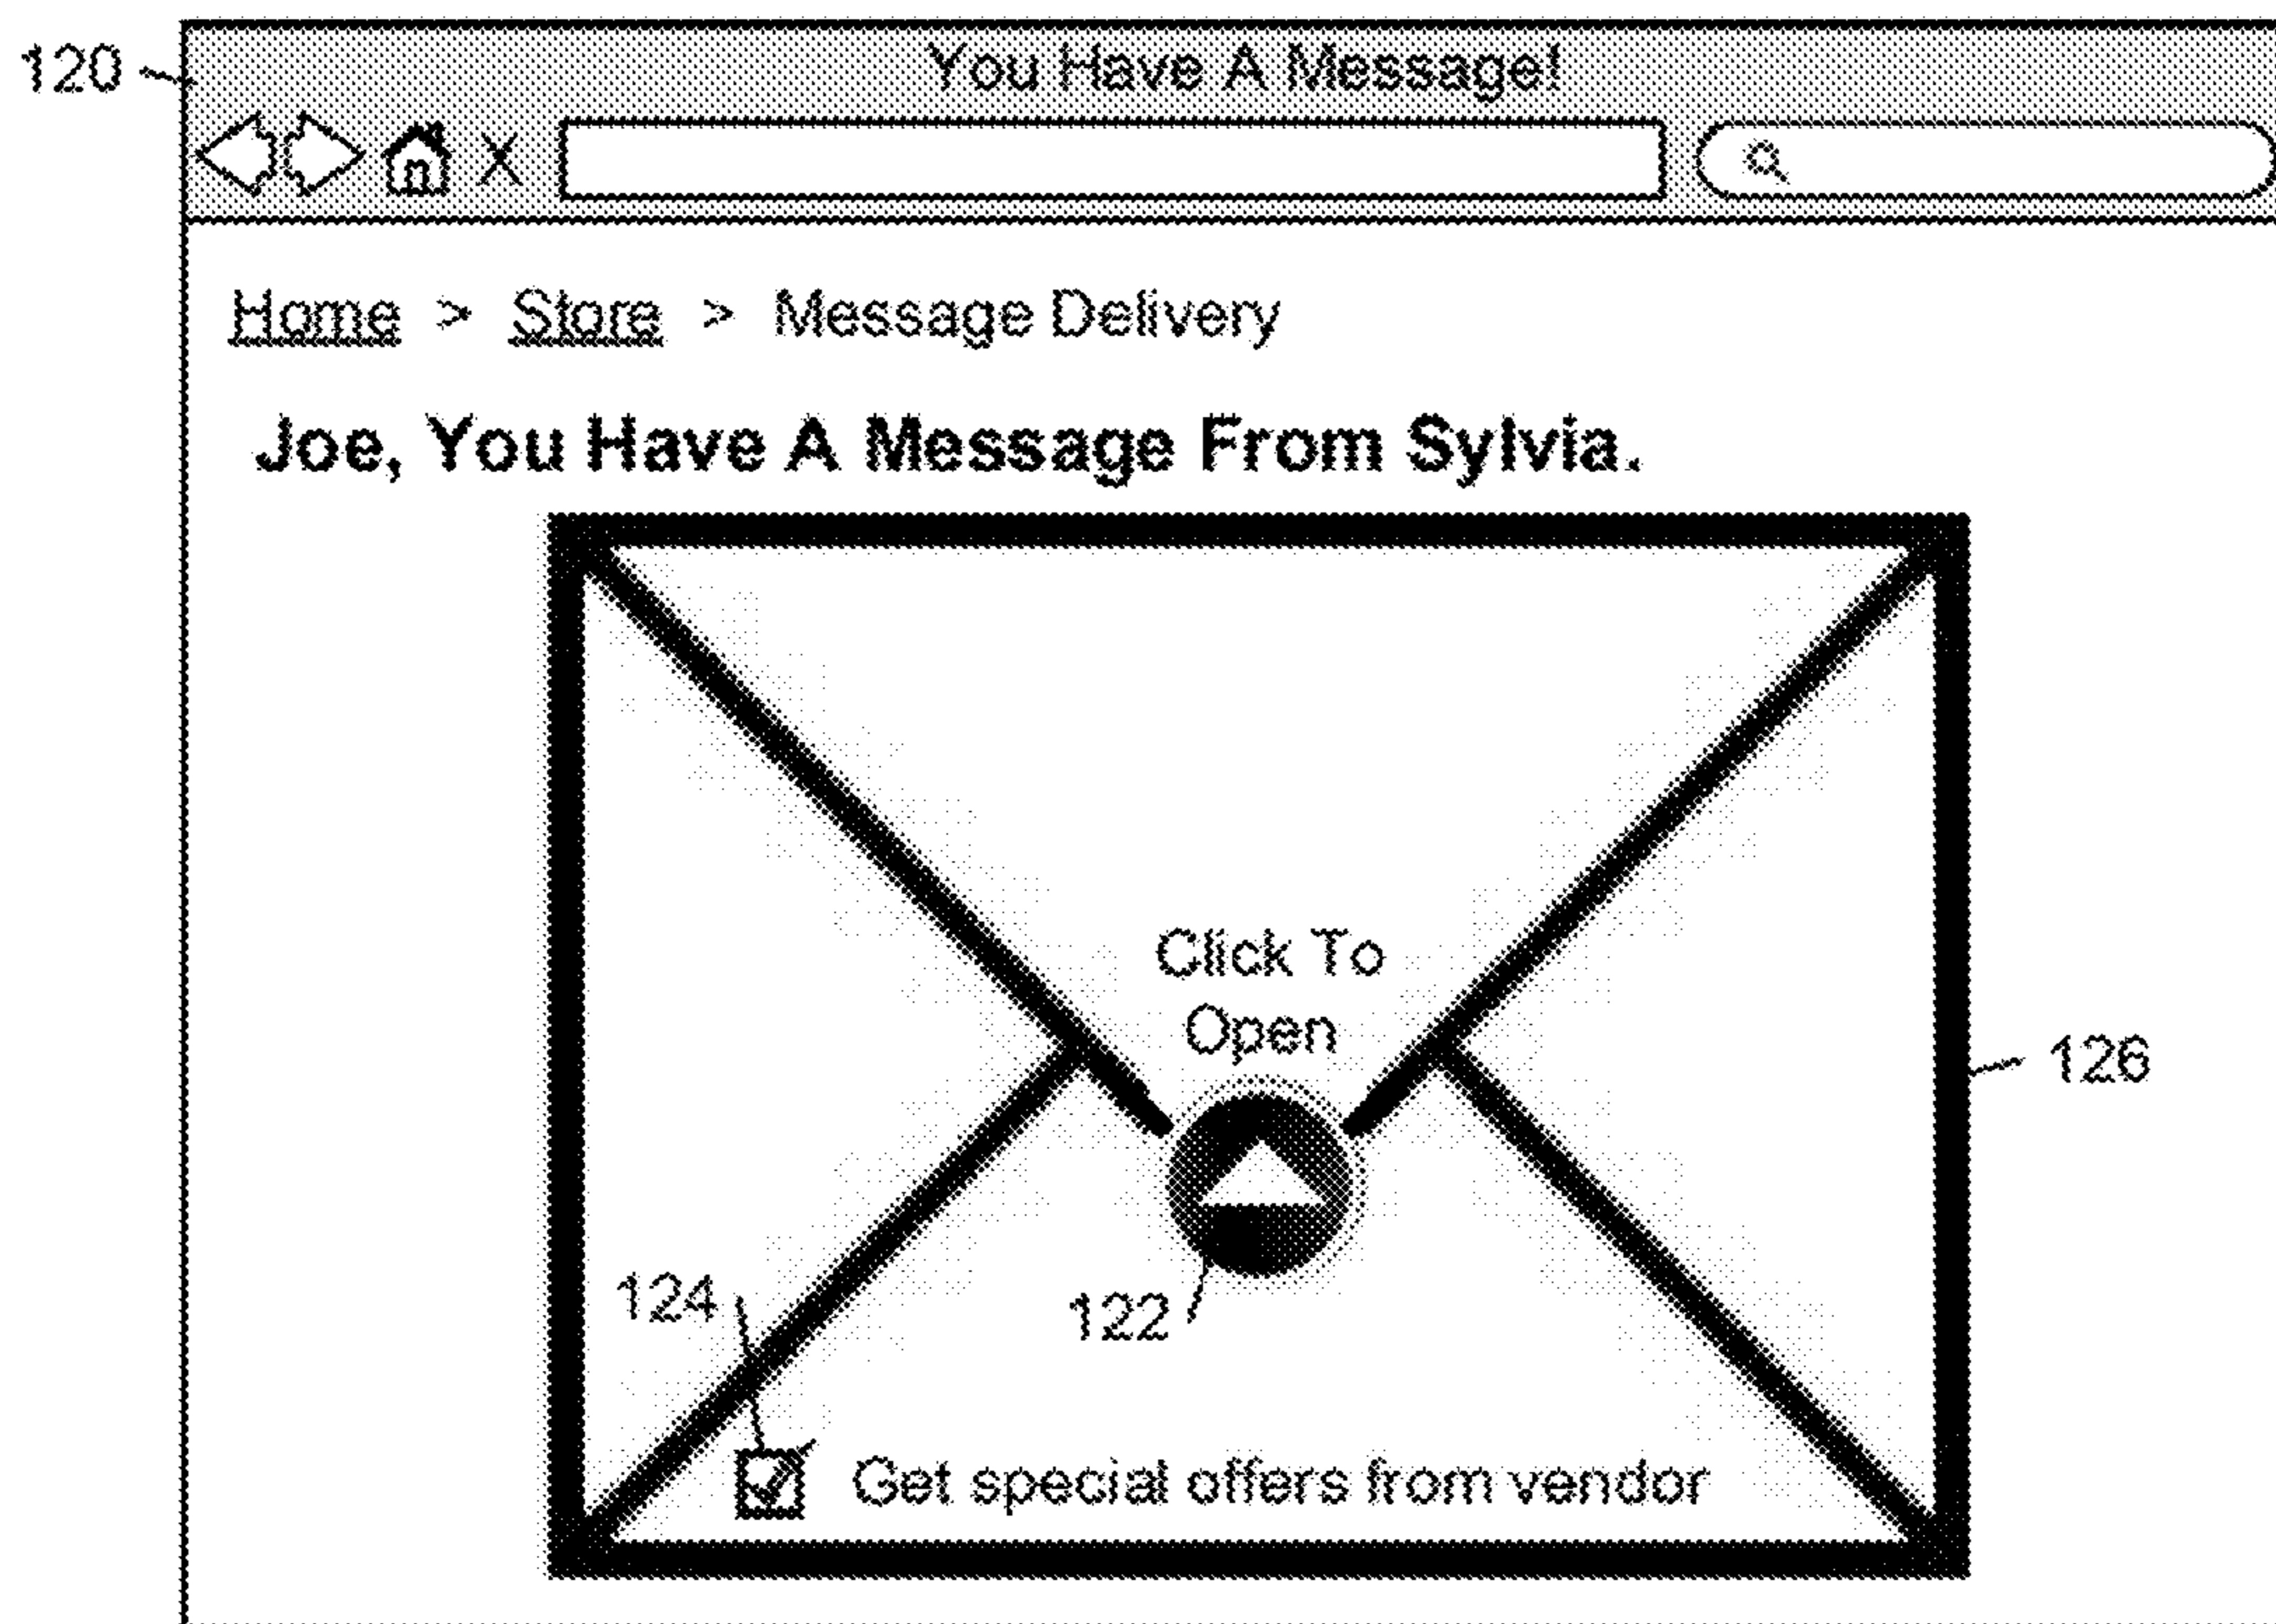 120
You Have A Message!
X
Home > Store > Message Delivery
Joe, You Have A Message From Sylvia.
Click To
Open
126
124
122
Get special offers from vendor